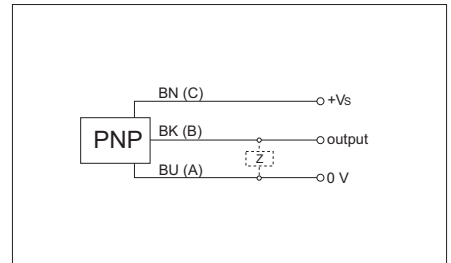 BN (C)
+Vs
PNP
BK (B)
output
Z
BU (A)
0 V